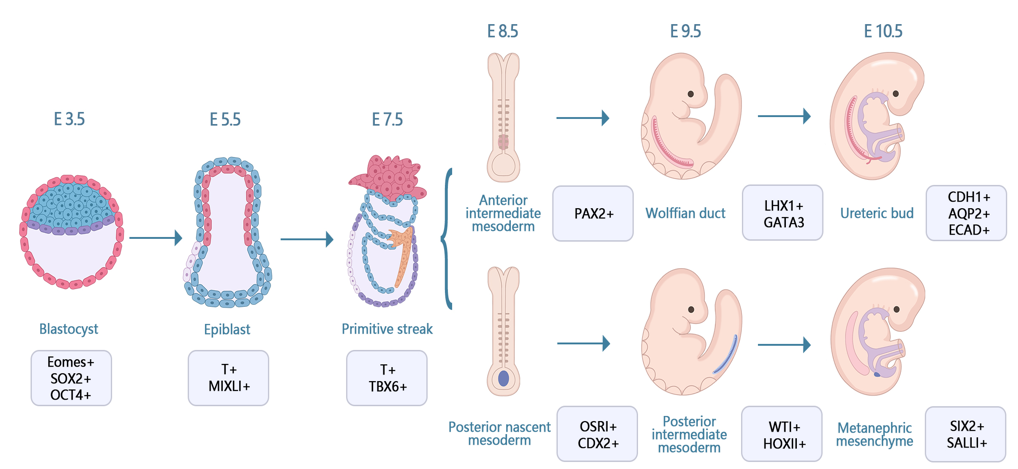 E 3.5
E 5.5
E 7.5
E 8.5
E 9.5
E 10.5
Blastocyst
Eomes+
SOX2+
OCT4+
Epiblast
T+
MIXLI+
Primitive streak
T+
TBX6+
Anterior
intermediate
mesoderm
PAX2+
Wolffian duct
LHX1+
GATA3
Ureteric bud
CDH1+
AQP2+
ECAD+
Posterior nascent
mesoderm
OSRI+
CDX2+
Posterior
intermediate
mesoderm
WTI+
HOXII+
Metanephric
mesenchyme
SIX2+
SALLI+